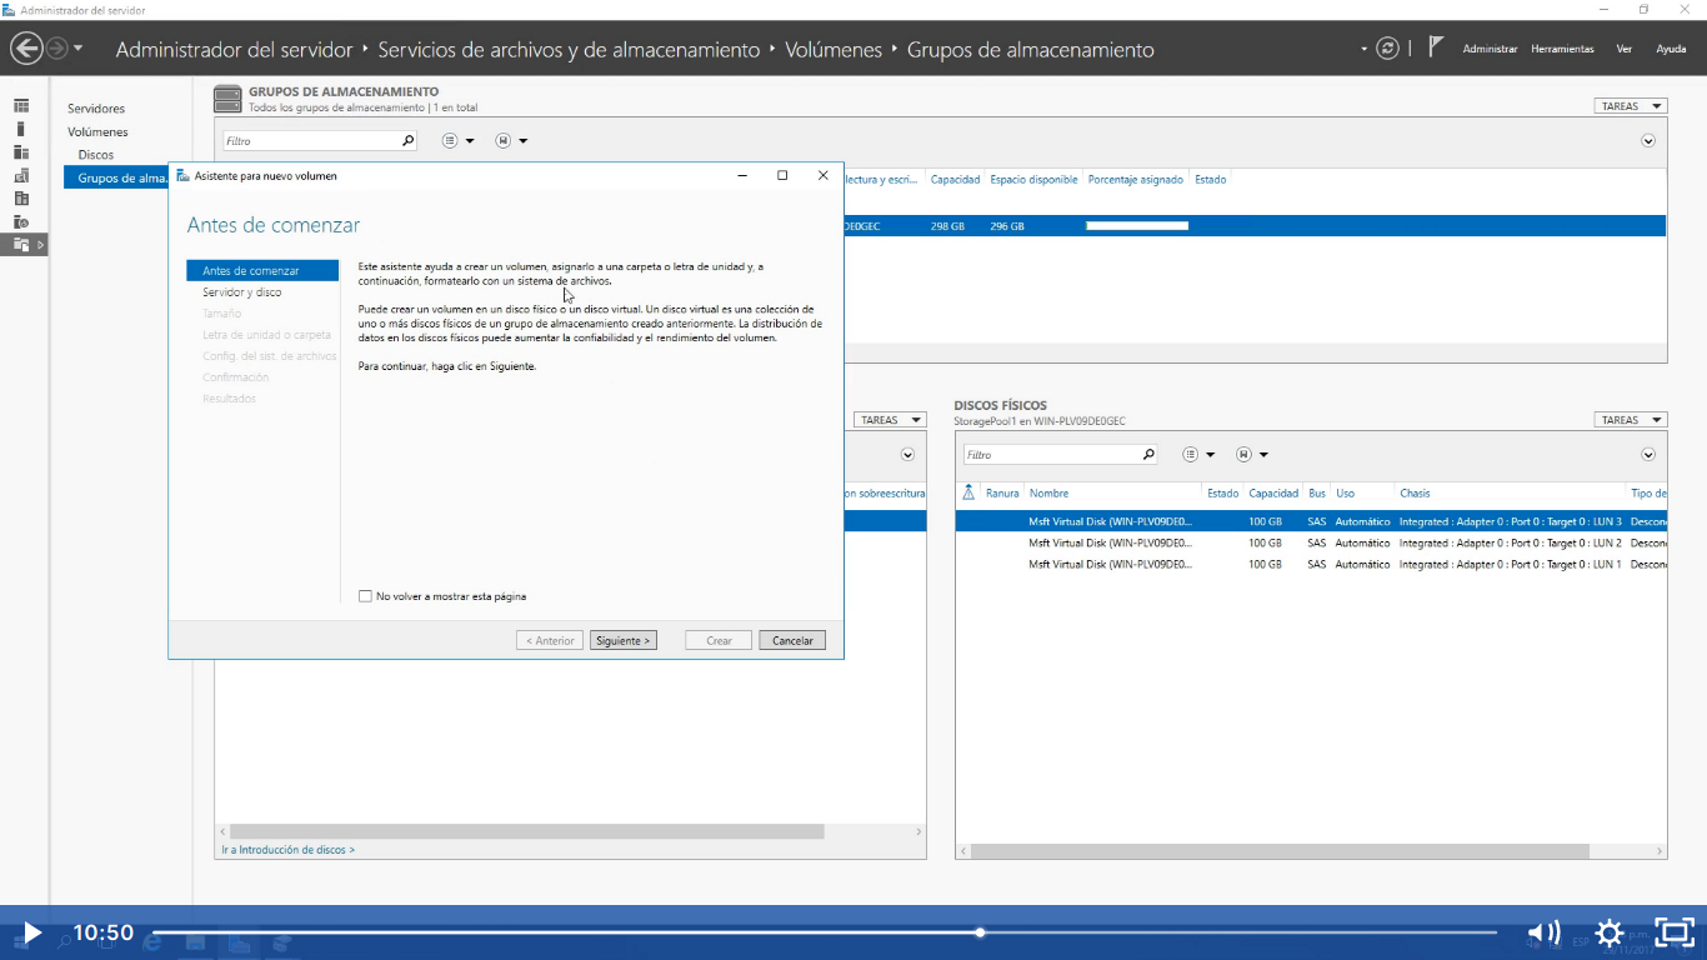 Administrador del servidor
Administrador del servidor ‣ Servicios de archivos y de almacenamiento ‣ Volúmenes ‣ Grupos de almacenamiento
Administrar Herramientas Ver Ayuda
Servidores
Volúmenes
Discos
Grupos de alma...
GRUPOS DE ALMACENAMIENTO
Todos los grupos de almacenamiento | 1 en total
TAREAS
Filtro
lectura y escri... Capacidad Espacio disponible Porcentaje asignado Estado
DE0GEC 298 GB 296 GB
Asistente para nuevo volumen
Antes de comenzar
Antes de comenzar
Servidor y disco
Tamaño
Letra de unidad o carpeta
Config. del sist. de archivos
Confirmación
Resultados
Este asistente ayuda a crear un volumen, asignarlo a una carpeta o letra de unidad y, a
continuación, formatearlo con un sistema de archivos.
Puede crear un volumen en un disco físico o un disco virtual. Un disco virtual es una colección de
uno o más discos físicos de un grupo de almacenamiento creado anteriormente. La distribución de
datos en los discos físicos puede aumentar la confiabilidad y el rendimiento del volumen.
Para continuar, haga clic en Siguiente.
No volver a mostrar esta página
< Anterior Siguiente > Crear Cancelar
TAREAS
on sobreescritura
Ir a Introducción de discos >
DISCOS FÍSICOS
StoragePool1 en WIN-PLV09DE0GEC
TAREAS
Filtro
Ranura Nombre Estado Capacidad Bus Uso Chasis Tipo de
Msft Virtual Disk (WIN-PLV09DE0... 100 GB SAS Automático Integrated : Adapter 0 : Port 0 : Target 0 : LUN 3 Descon
Msft Virtual Disk (WIN-PLV09DE0... 100 GB SAS Automático Integrated : Adapter 0 : Port 0 : Target 0 : LUN 2 Descon
Msft Virtual Disk (WIN-PLV09DE0... 100 GB SAS Automático Integrated : Adapter 0 : Port 0 : Target 0 : LUN 1 Descon
10:50
ESP
p. m.